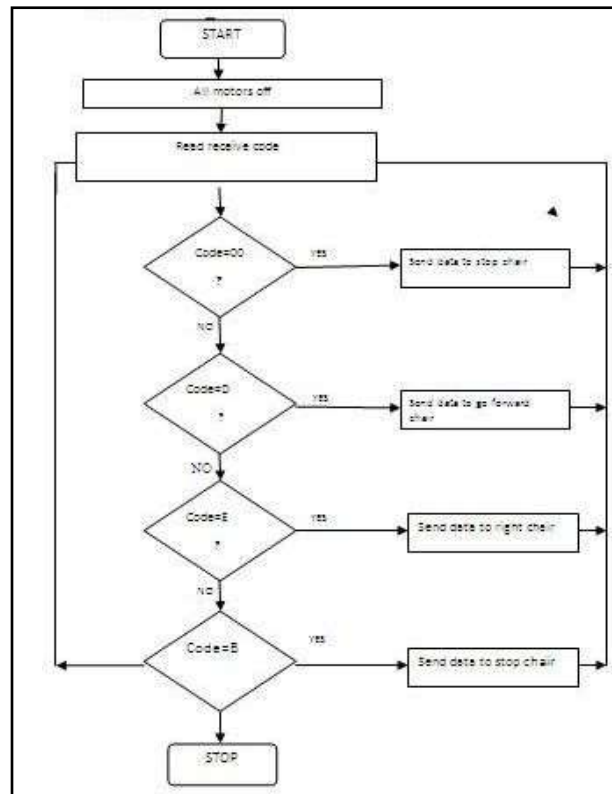 START
All motors off
Read receive code
Code=00
?
YES
Send data to stop chair
NO
Code=D
?
YES
Send data to go forward
chair
NO
Code=E
?
YES
Send data to right chair
NO
Code=B
YES
Send data to stop chair
STOP